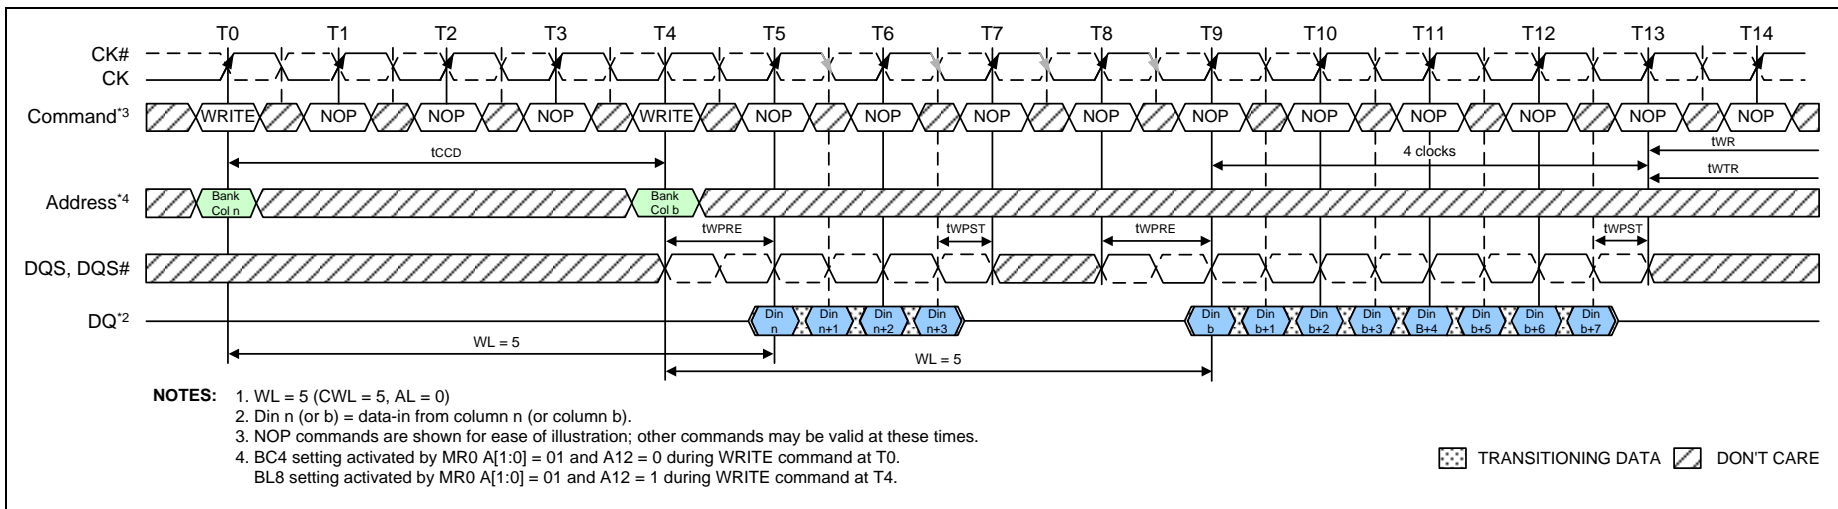 T0 T1 T2 T3 T4 T5 T6 T7 T8 T9 T10 T11 T12 T13 T14
CK#
CK
Command*3 WRITE NOP NOP NOP WRITE NOP NOP NOP NOP NOP NOP NOP NOP NOP NOP
tCCD 4 clocks tWR
tWTR
Address*4 Bank Col n Bank Col b
tWPRE tWPST tWPRE tWPST
DQS, DQS#
DQ*2 Din n Din n+1 Din n+2 Din n+3 Din b Din b+1 Din b+2 Din b+3 Din B+4 Din b+5 Din b+6 Din b+7
WL = 5
WL = 5
NOTES: 1. WL = 5 (CWL = 5, AL = 0)
2. Din n (or b) = data-in from column n (or column b).
3. NOP commands are shown for ease of illustration; other commands may be valid at these times.
4. BC4 setting activated by MR0 A[1:0] = 01 and A12 = 0 during WRITE command at T0.
BL8 setting activated by MR0 A[1:0] = 01 and A12 = 1 during WRITE command at T4.
TRANSITIONING DATA DON'T CARE